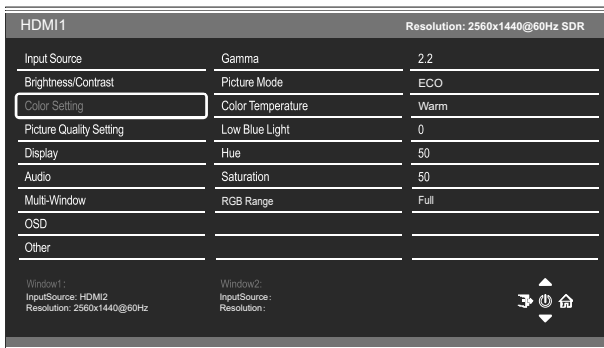 HDMI1 Resolution: 2560x1440@60Hz SDR
Input Source Gamma 2.2
Brightness/Contrast Picture Mode ECO
Color Setting Color Temperature Warm
Picture Quality Setting Low Blue Light 0
Display Hue 50
Audio Saturation 50
Multi-Window RGB Range Full
OSD
Other
Window1: Window2:
InputSource: HDMI2 InputSource:
Resolution: 2560x1440@60Hz Resolution: